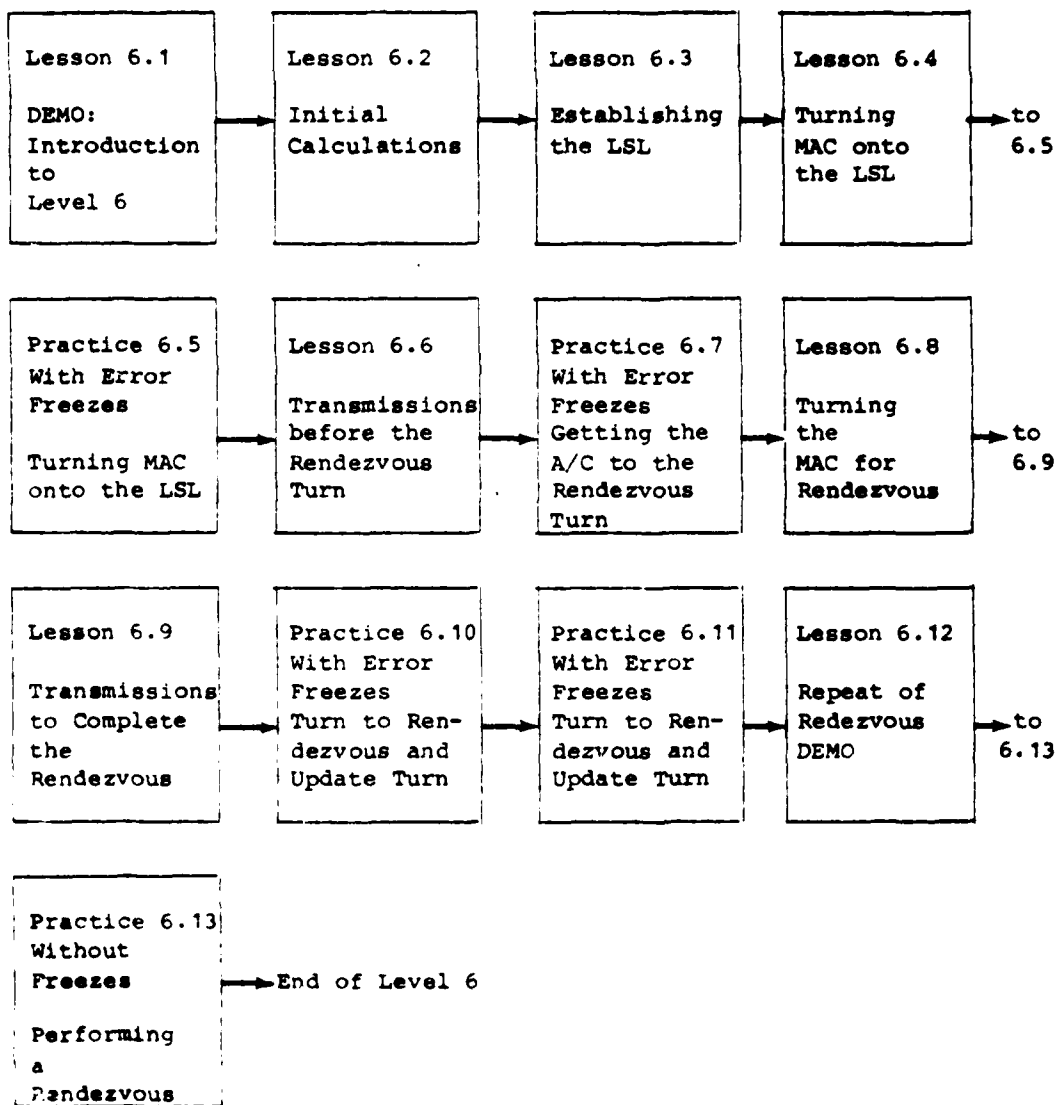 Lesson 6.1
DEMO:
Introduction
to
Level 6
Lesson 6.2
Initial
Calculations
Lesson 6.3
Establishing
the LSL
Lesson 6.4
Turning
MAC onto
the LSL
to
6.5
Practice 6.5
With Error
Freezes
Turning MAC
onto the LSL
Lesson 6.6
Transmissions
before the
Rendezvous
Turn
Practice 6.7
With Error
Freezes
Getting the
A/C to the
Rendezvous
Turn
Lesson 6.8
Turning
the
MAC for
Rendezvous
to
6.9
Lesson 6.9
Transmissions
to Complete
the
Rendezvous
Practice 6.10
With Error
Freezes
Turn to Ren-
dezvous and
Update Turn
Practice 6.11
With Error
Freezes
Turn to Ren-
dezvous and
Update Turn
Lesson 6.12
Repeat of
Redezvous
DEMO
to
6.13
Practice 6.13
Without
Freezes
Performing
a
Rendezvous
End of Level 6